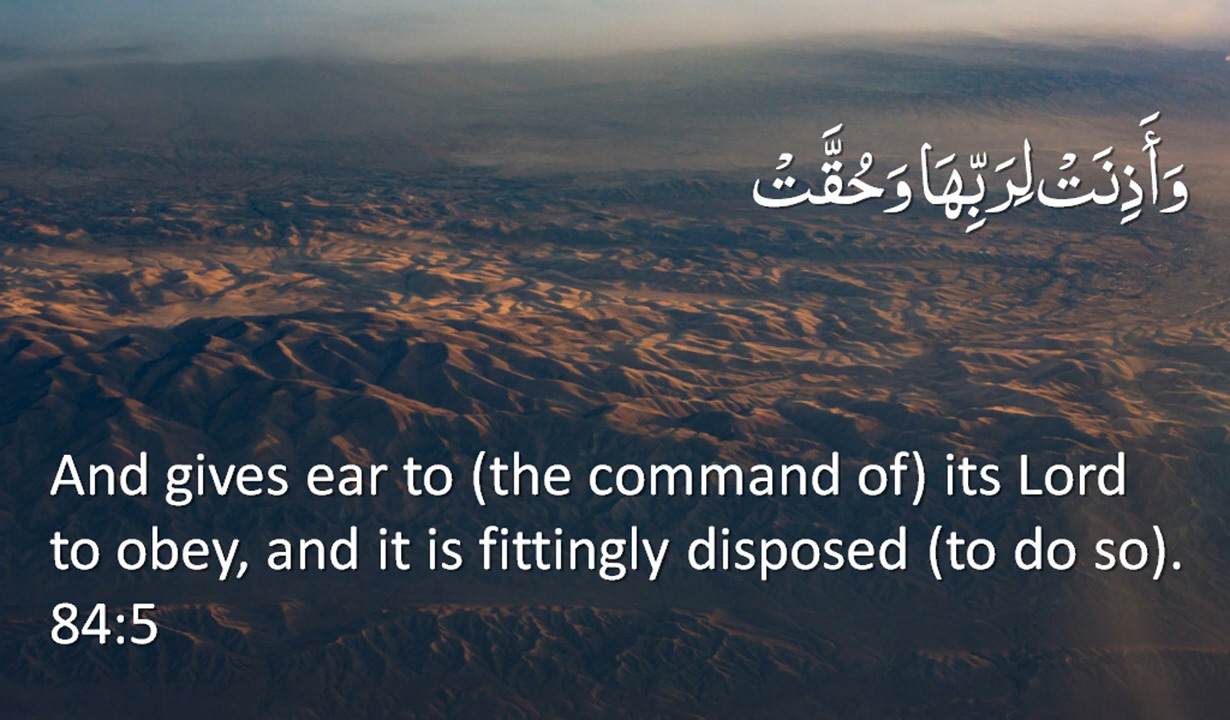 وَأَذِنَتْ لِرَبِّهَا وَحُقَّتْ
And gives ear to (the command of) its Lord
to obey, and it is fittingly disposed (to do so).
84:5